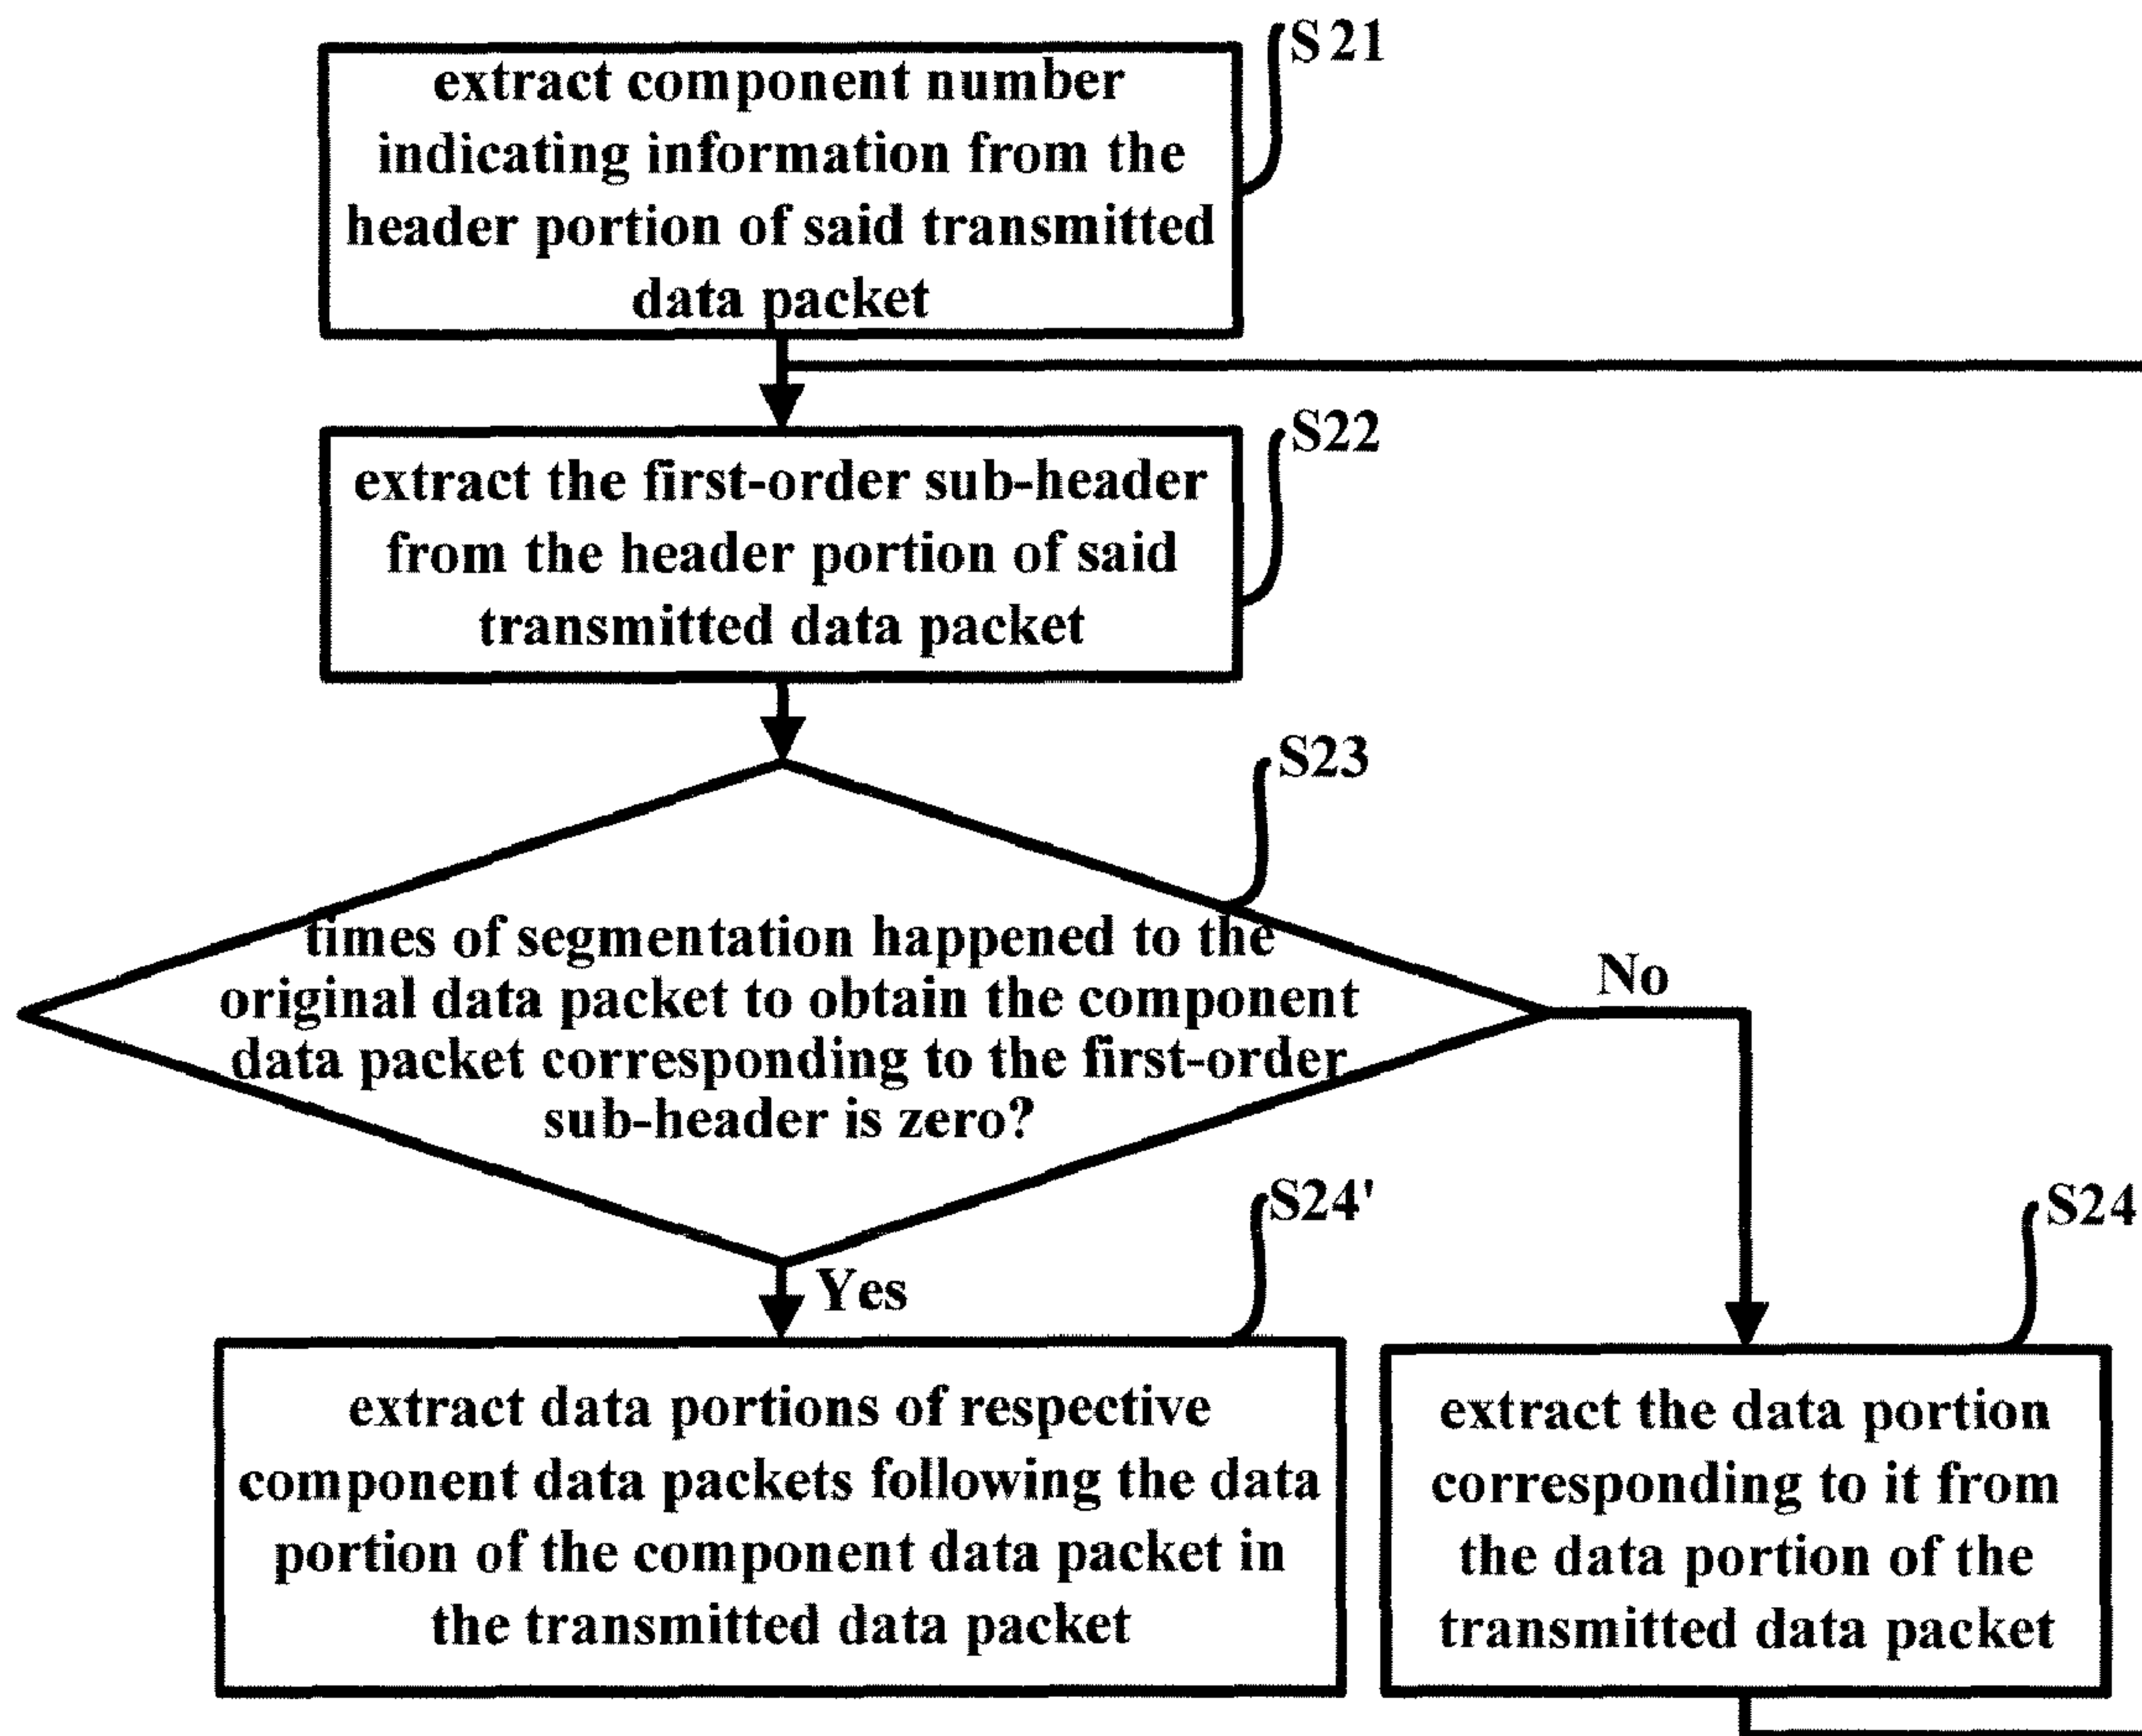 S21
extract component number
indicating information from the
header portion of said transmitted
data packet
S22
extract the first-order sub-header
from the header portion of said
transmitted data packet
S23
times of segmentation happened to the
original data packet to obtain the component
data packet corresponding to the first-order
sub-header is zero?
No
Yes
S24'
extract data portions of respective
component data packets following the data
portion of the component data packet in
the transmitted data packet
S24
extract the data portion
corresponding to it from
the data portion of the
transmitted data packet